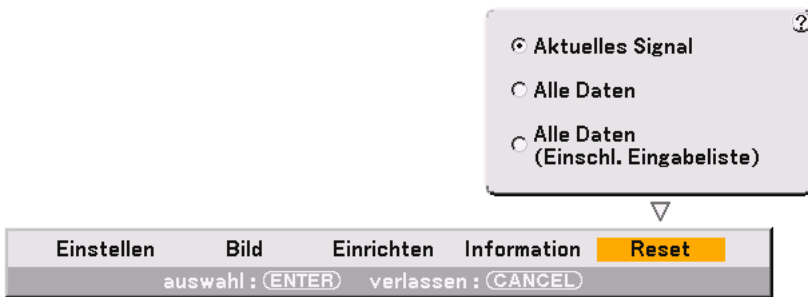 ?
Aktuelles Signal
Alle Daten
Alle Daten
(Einschl. Eingabeliste)
Einstellen Bild Einrichten Information Reset
auswahl : ENTER verlassen : CANCEL